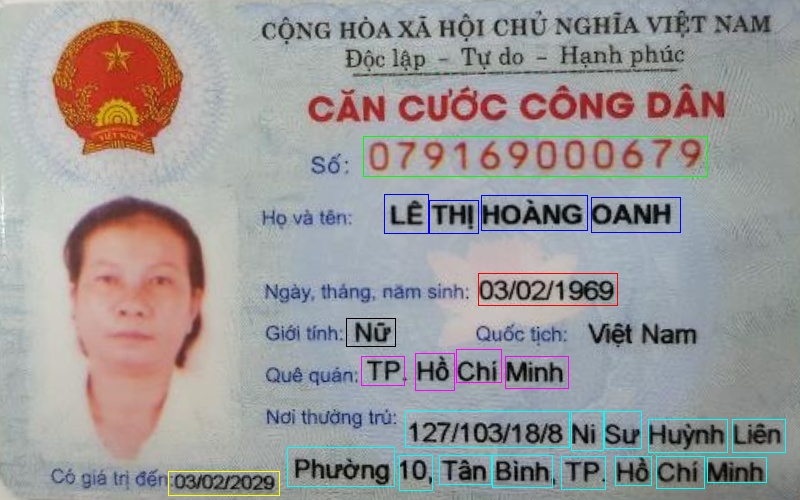 CỘNG HÒA XÃ HỘI CHỦ NGHĨA VIỆT NAM
Độc lập - Tự do - Hạnh phúc
CĂN CƯỚC CÔNG DÂN
Số: 079169000679
Họ và tên: LÊ THỊ HOÀNG OANH
Ngày, tháng, năm sinh: 03/02/1969
Giới tính: Nữ Quốc tịch: Việt Nam
Quê quán: TP. Hồ Chí Minh
Nơi thường trú: 127/103/18/8 Ni Sư Huỳnh Liên
Phường 10, Tân Bình, TP. Hồ Chí Minh
Có giá trị đến: 03/02/2029
VIỆT NAM